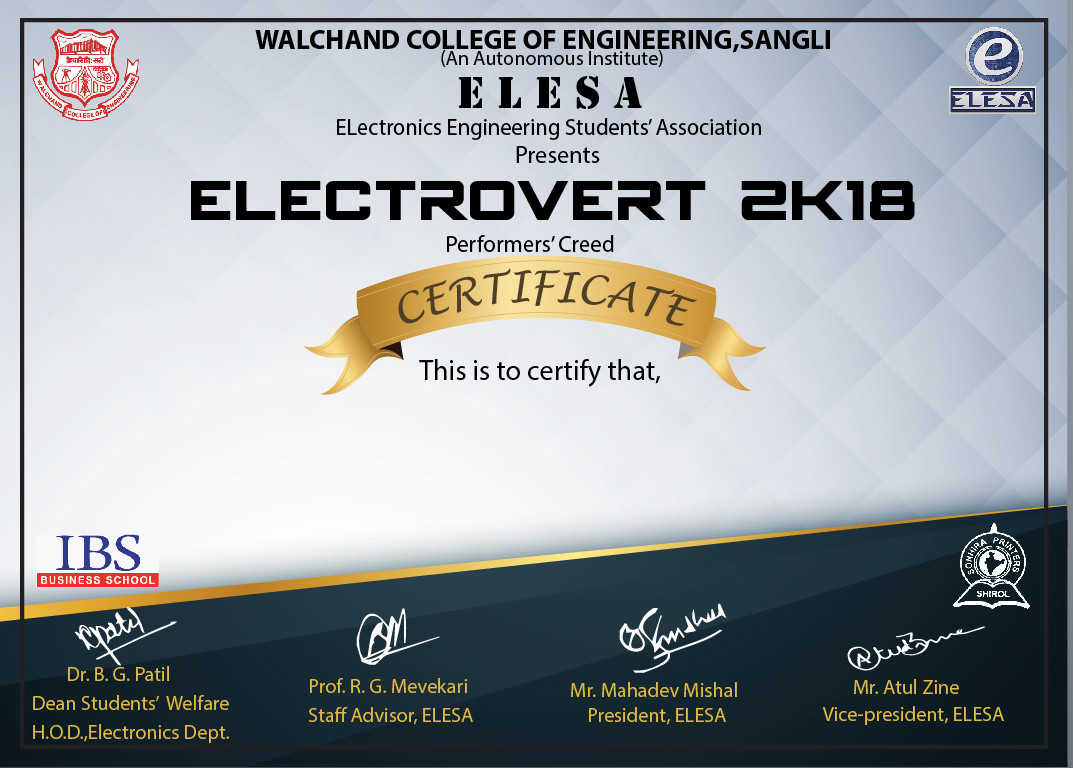 WALCHAND COLLEGE OF ENGINEERING,SANGLI
(An Autonomous Institute)
ELESA
ELectronics Engineering Students' Association
Presents
ELECTROVERT 2K18
Performers' Creed
CERTIFICATE
This is to certify that,
WALCHAND COLLEGE OF ENGINEERING
e
ELESA
IBS
BUSINESS SCHOOL
SONHIRA PRINTERS
SHIROL
Dr. B. G. Patil
Dean Students' Welfare
H.O.D.,Electronics Dept.
Prof. R. G. Mevekari
Staff Advisor, ELESA
Mr. Mahadev Mishal
President, ELESA
Mr. Atul Zine
Vice-president, ELESA